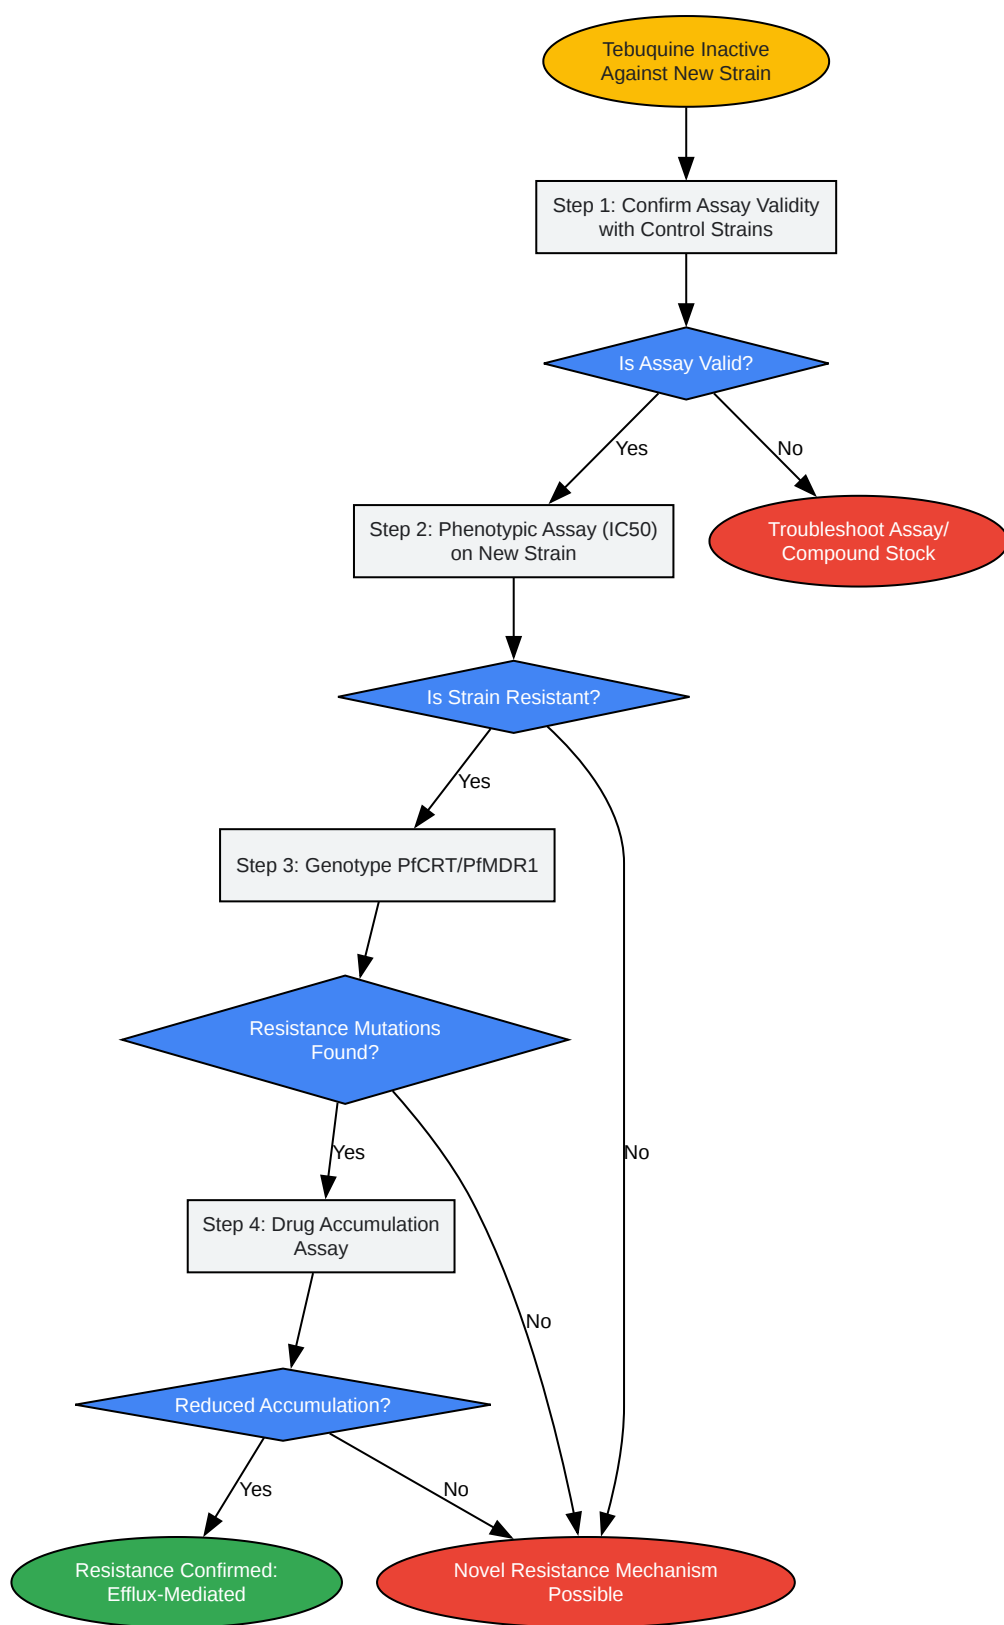 Tebuquine Inactive
Against New Strain
Step 1: Confirm Assay Validity
with Control Strains
Is Assay Valid?
Yes
No
Step 2: Phenotypic Assay (IC50)
on New Strain
Troubleshoot Assay/
Compound Stock
Is Strain Resistant?
Yes
Step 3: Genotype PfCRT/PfMDR1
Resistance Mutations
Found?
Yes
No
Step 4: Drug Accumulation
Assay
No
Reduced Accumulation?
Yes
No
Resistance Confirmed:
Efflux-Mediated
Novel Resistance Mechanism
Possible